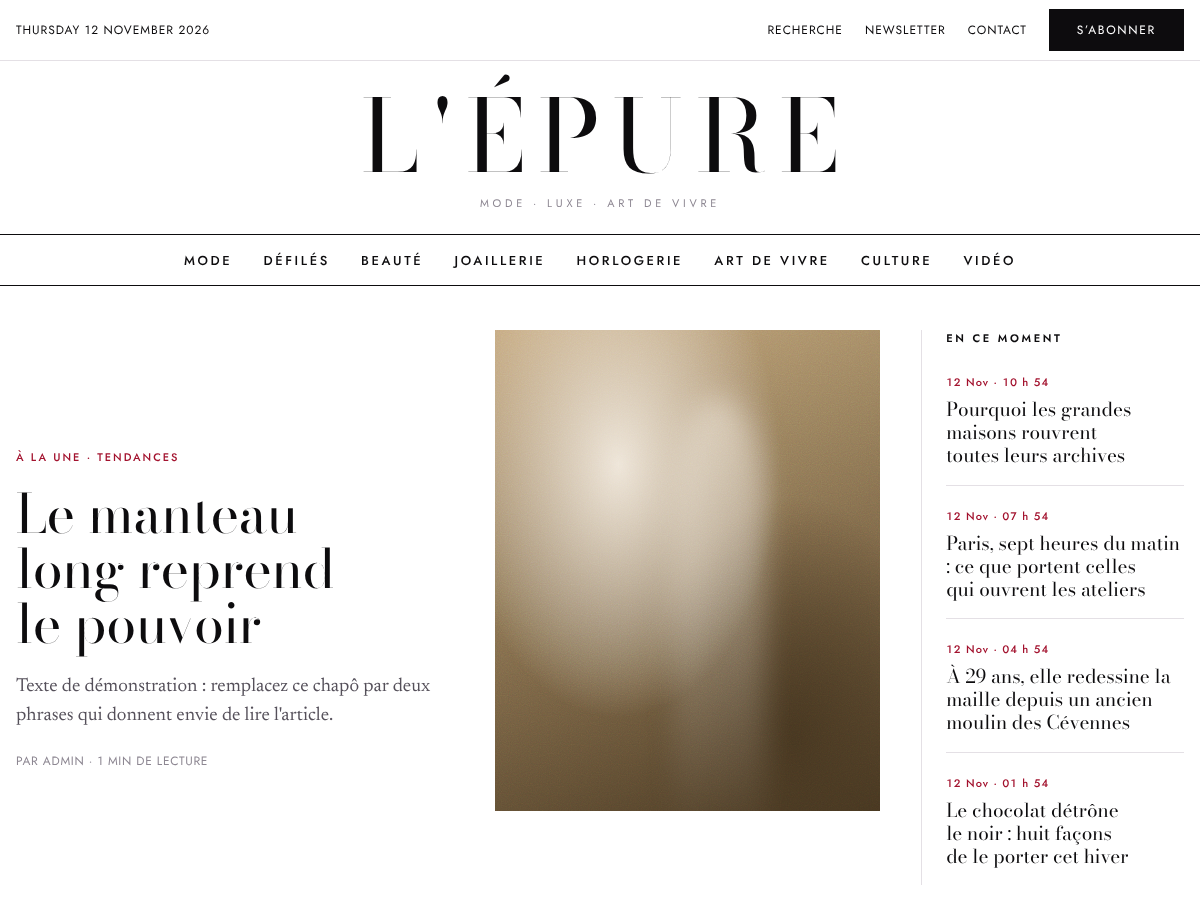 THURSDAY 12 NOVEMBER 2026
RECHERCHE NEWSLETTER CONTACT S'ABONNER
L'ÉPURE
MODE · LUXE · ART DE VIVRE
MODE DÉFILÉS BEAUTÉ JOAILLERIE HORLOGERIE ART DE VIVRE CULTURE VIDÉO
À LA UNE · TENDANCES
Le manteau
long reprend
le pouvoir
Texte de démonstration : remplacez ce chapô par deux
phrases qui donnent envie de lire l'article.
PAR ADMIN · 1 MIN DE LECTURE
EN CE MOMENT
12 Nov · 10 h 54
Pourquoi les grandes
maisons rouvrent
toutes leurs archives
12 Nov · 07 h 54
Paris, sept heures du matin
: ce que portent celles
qui ouvrent les ateliers
12 Nov · 04 h 54
À 29 ans, elle redessine la
maille depuis un ancien
moulin des Cévennes
12 Nov · 01 h 54
Le chocolat détrône
le noir : huit façons
de le porter cet hiver